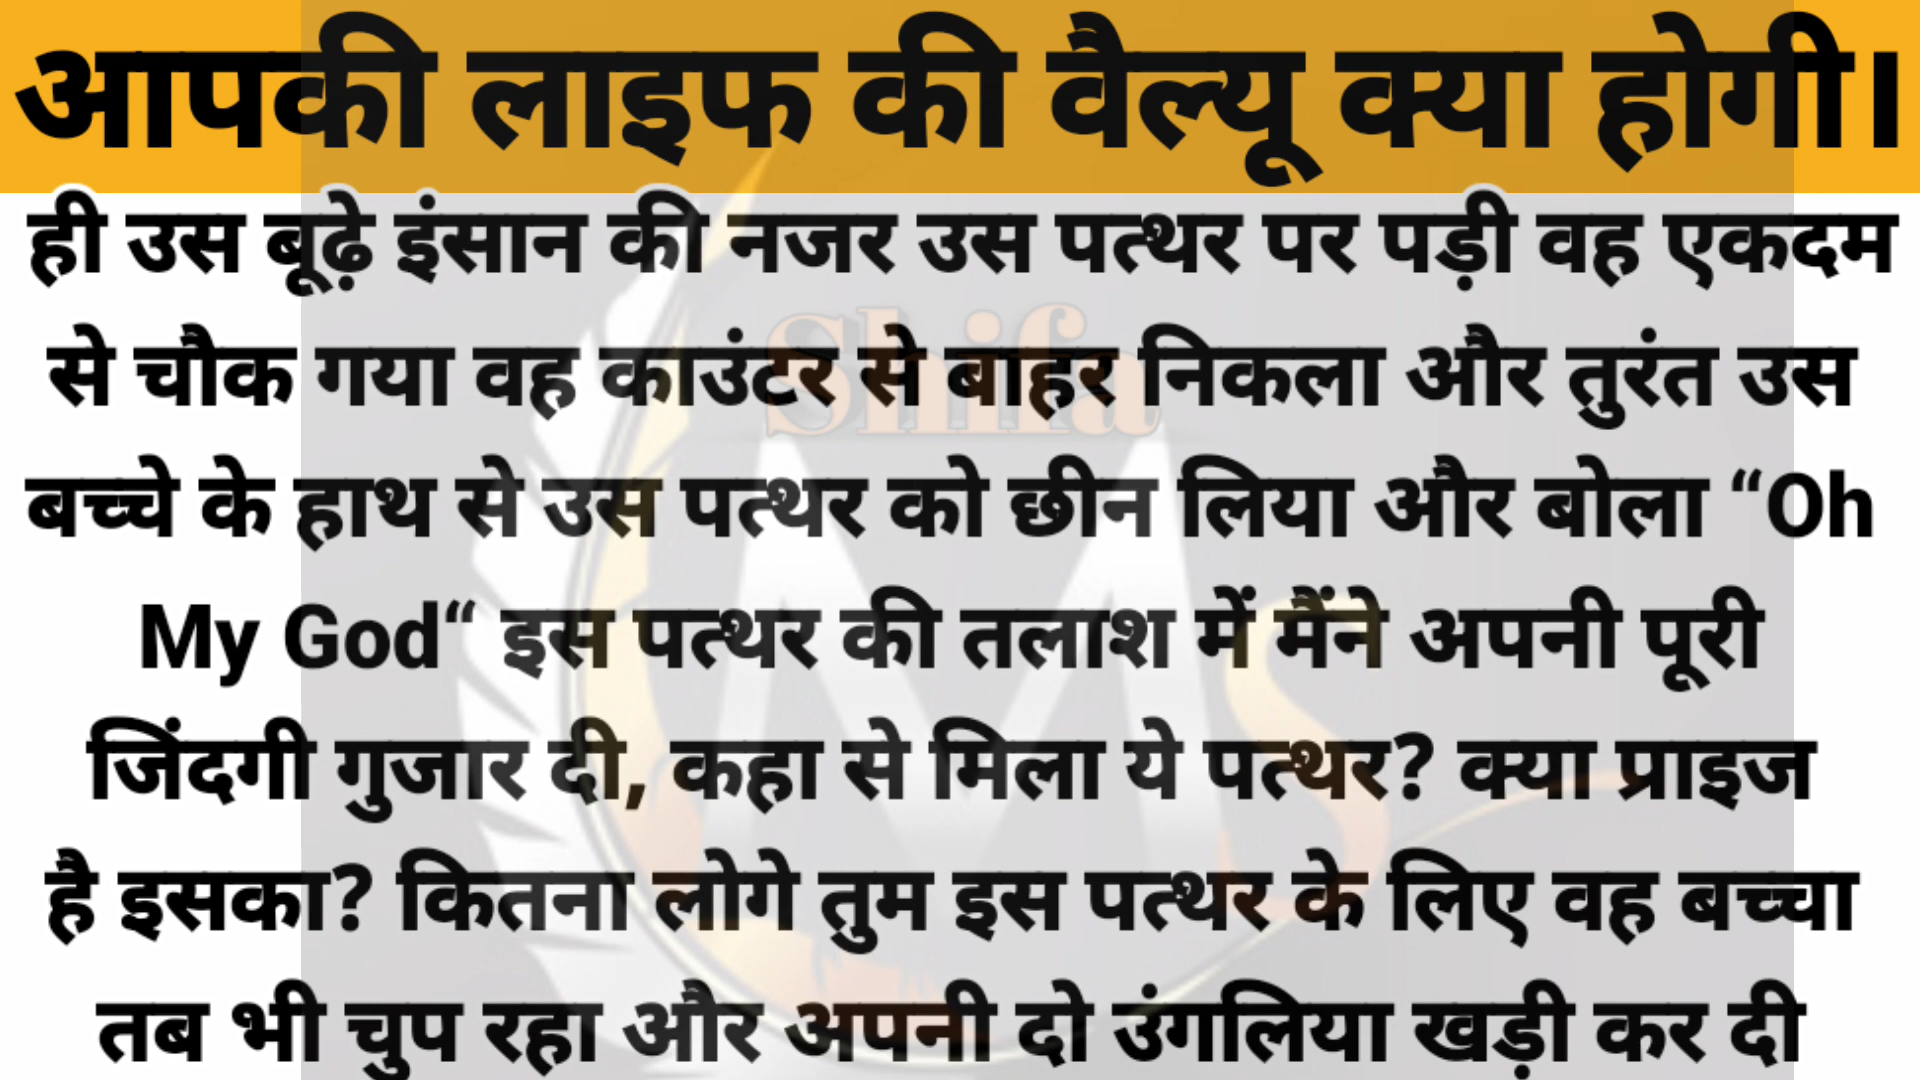 आपकी लाइफ की वैल्यू क्या होगी।
ही उस बूढ़े इंसान की नजर उस पत्थर पर पड़ी वह एकदम
से चौक गया वह काउंटर से बाहर निकला और तुरंत उस
बच्चे के हाथ से उस पत्थर को छीन लिया और बोला “Oh
My God“ इस पत्थर की तलाश में मैंने अपनी पूरी
जिंदगी गुजार दी, कहा से मिला ये पत्थर? क्या प्राइज
है इसका? कितना लोगे तुम इस पत्थर के लिए वह बच्चा
तब भी चुप रहा और अपनी दो उंगलिया खड़ी कर दी
Shifa
MS